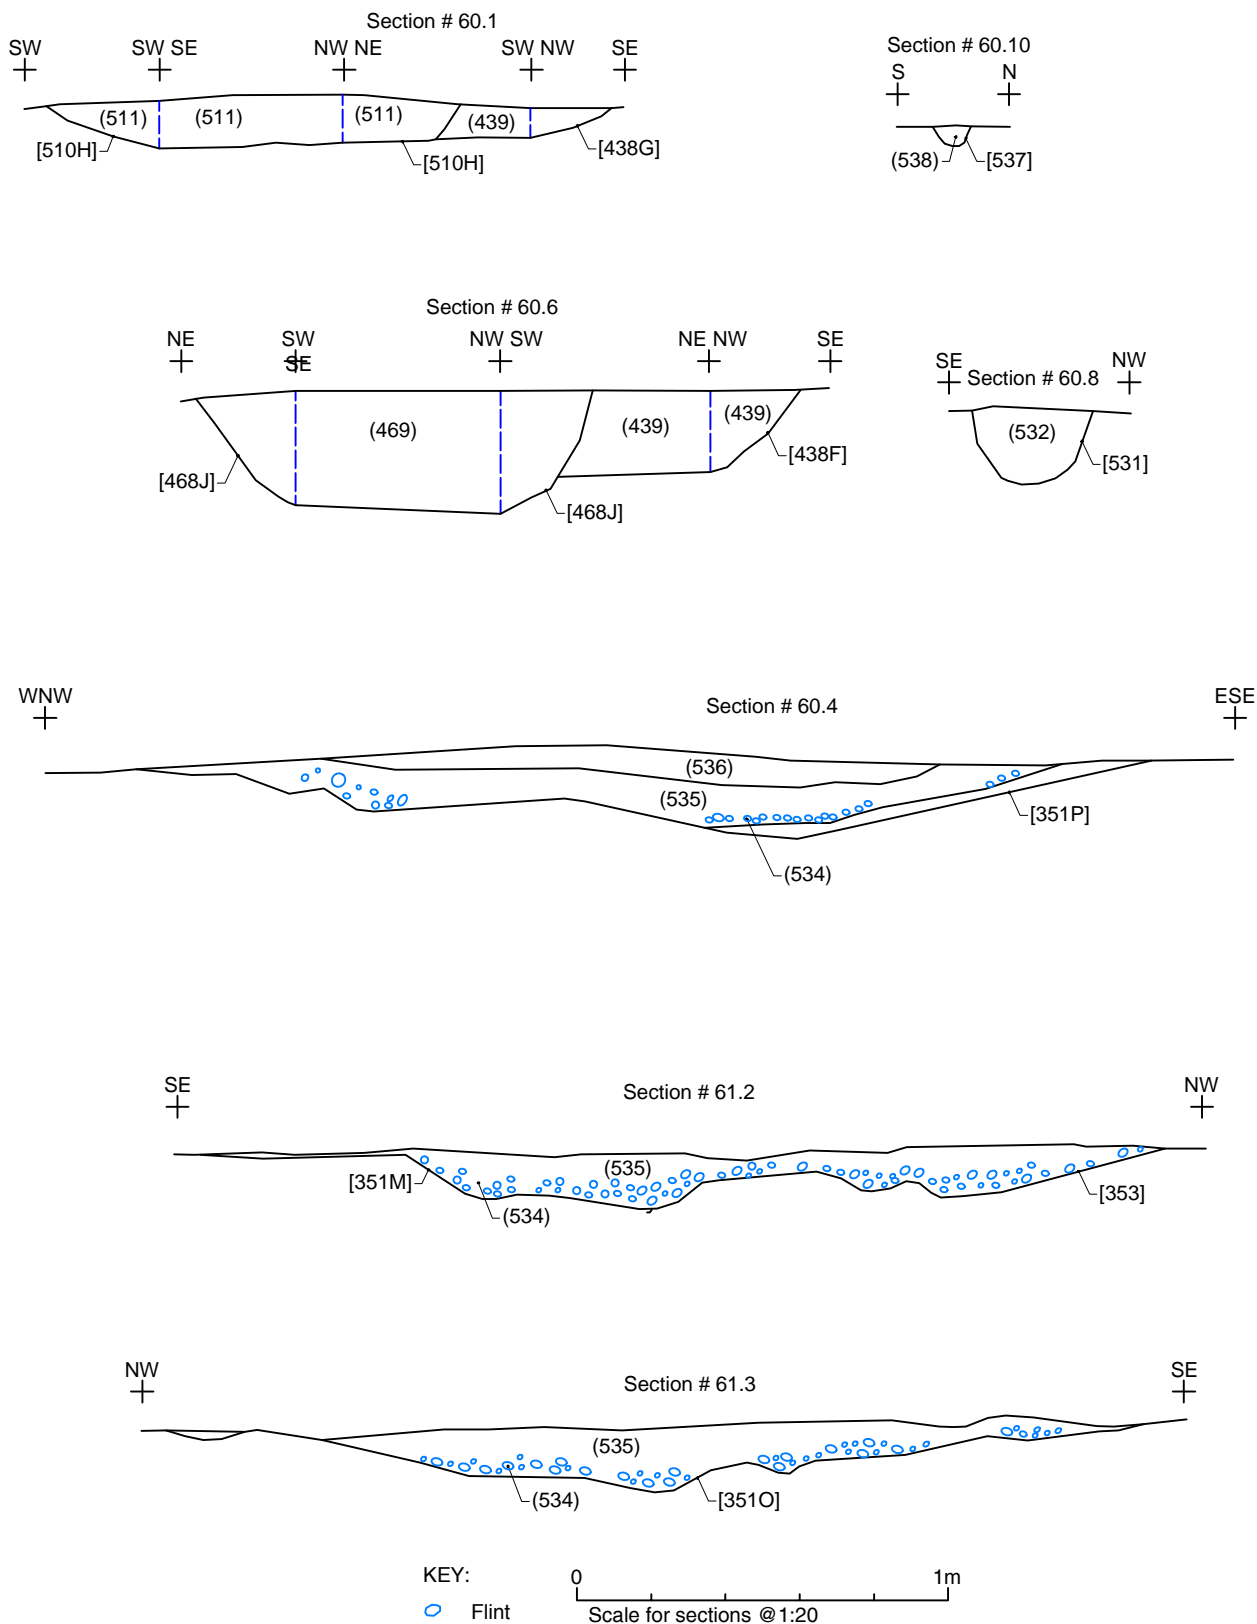 Section # 60.1
SW SW SE NW NE SW NW SE
(511) (511) (511) (439)
[510H] [510H] [438G]
Section # 60.10
S N
(538) [537]
Section # 60.6
NE SW NW SW NE NW SE
SE
(469) (439) (439)
[468J] [468J] [438F]
SE Section # 60.8 NW
(532)
[531]
WNW Section # 60.4 ESE
(536)
(535)
[351P]
(534)
Section # 61.2
SE NW
(535)
[351M] [353]
(534)
Section # 61.3
NW SE
(535)
(534) [351O]
KEY:
Flint
0 1m
Scale for sections @1:20